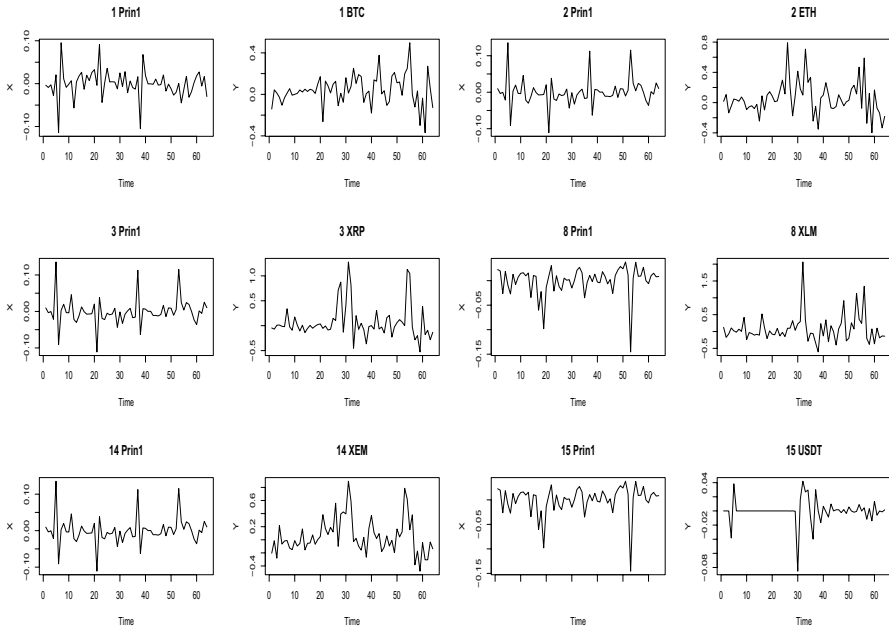 1 Prin1
X
−0.10 0.00 0.10
0 10 20 30 40 50 60
Time
1 BTC
Y
−0.4 0.0 0.4
0 10 20 30 40 50 60
Time
2 Prin1
X
−0.10 0.00 0.10
0 10 20 30 40 50 60
Time
2 ETH
Y
−0.4 0.0 0.4 0.8
0 10 20 30 40 50 60
Time
3 Prin1
X
−0.10 0.00 0.10
0 10 20 30 40 50 60
Time
3 XRP
Y
−0.5 0.5 1.0
0 10 20 30 40 50 60
Time
8 Prin1
X
−0.15 −0.05
0 10 20 30 40 50 60
Time
8 XLM
Y
−0.5 0.5 1.5
0 10 20 30 40 50 60
Time
14 Prin1
X
−0.10 0.00 0.10
0 10 20 30 40 50 60
Time
14 XEM
Y
−0.4 0.2 0.6
0 10 20 30 40 50 60
Time
15 Prin1
X
−0.15 −0.05
0 10 20 30 40 50 60
Time
15 USDT
Y
−0.08 −0.02 0.04
0 10 20 30 40 50 60
Time